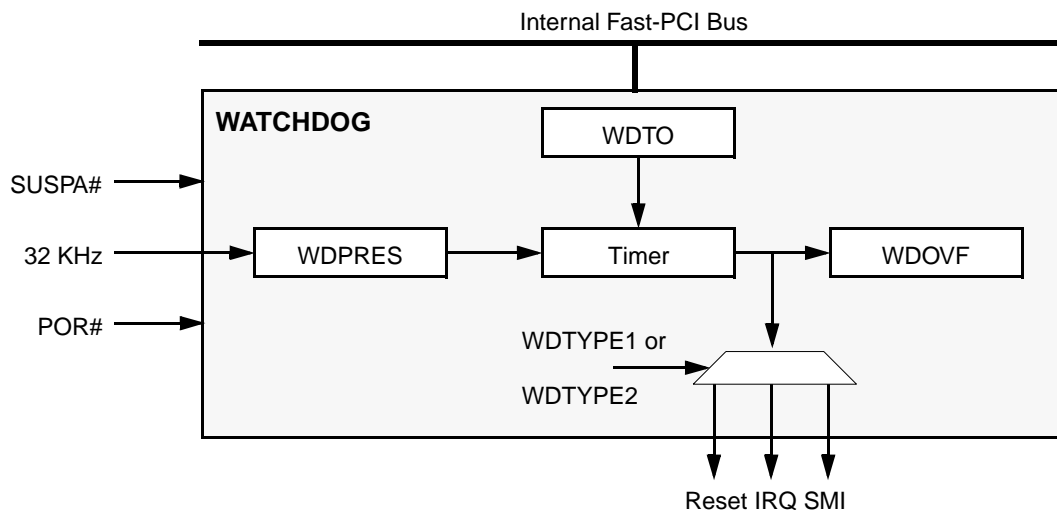 Internal Fast-PCI Bus
WATCHDOG
WDTO
SUSPA#
32 KHz
WDPRES
Timer
WDOVF
POR#
WDTYPE1 or
WDTYPE2
Reset IRQ SMI